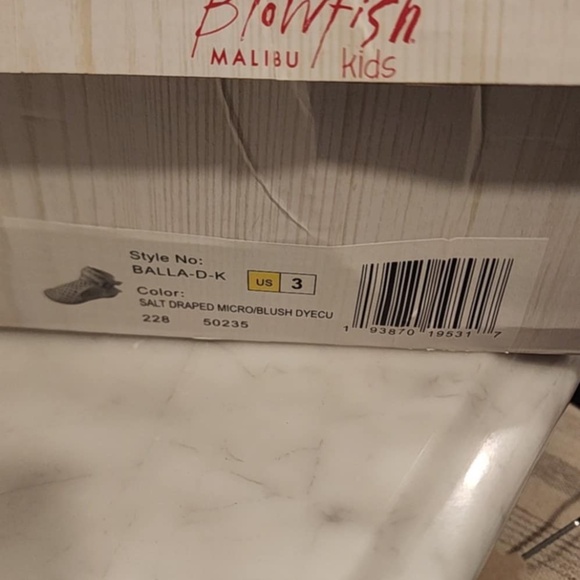 Blowfish
MALIBU kids
Style No:
BALLA-D-K
US 3
Color:
SALT DRAPED MICRO/BLUSH DYECU
228 50235
1 93870 19531 7